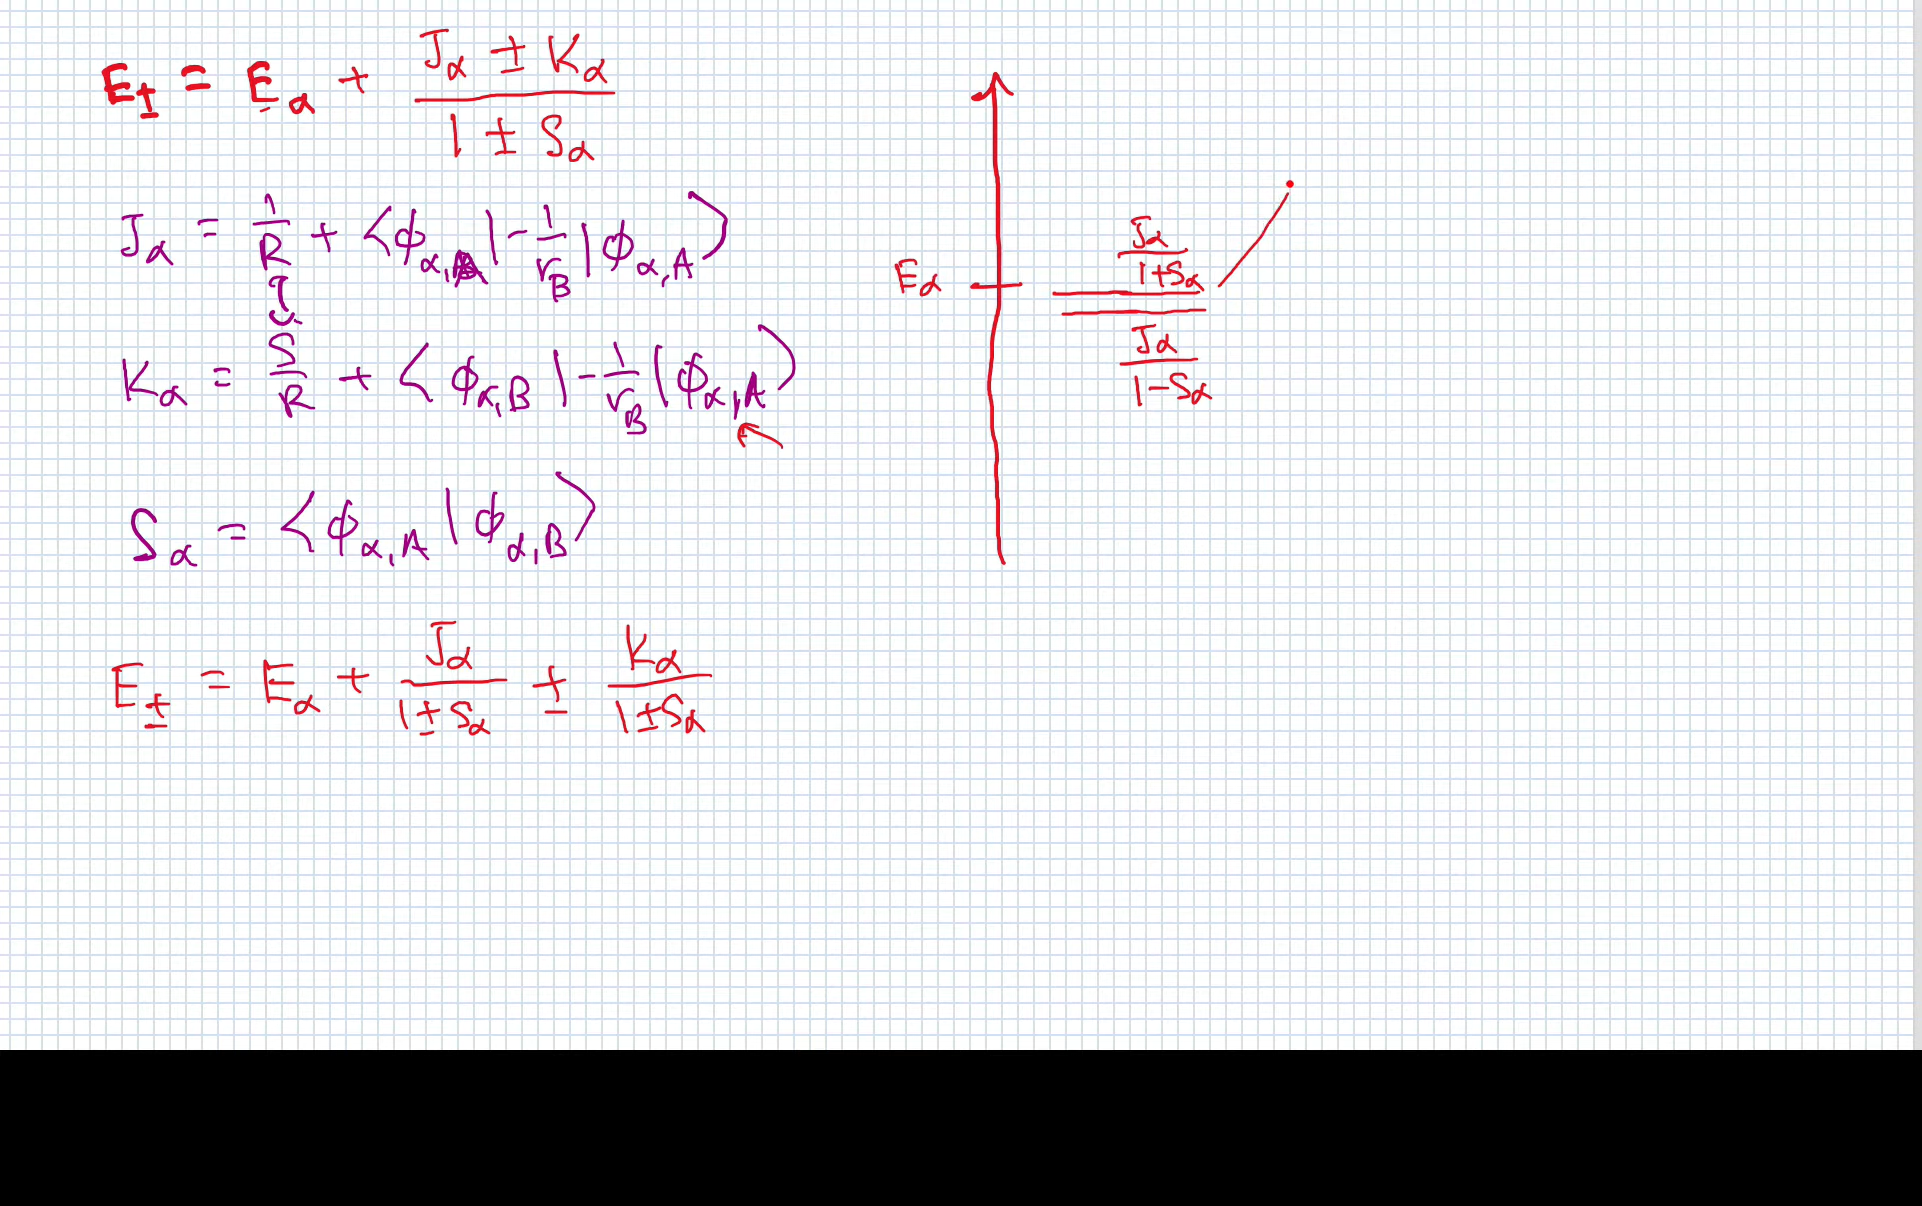 E± = Eα + (Jα ± Kα) / (1 ± Sα)
Jα = 1/R + ⟨ϕα,A | -1/rB | ϕα,A⟩
Kα = S/R + ⟨ϕα,B | -1/rB | ϕα,A⟩
Sα = ⟨ϕα,A | ϕα,B⟩
E± = Eα + Jα / (1 ± Sα) ± Kα / (1 ± Sα)
Eα
Jα / (1+Sα)
Jα / (1-Sα)